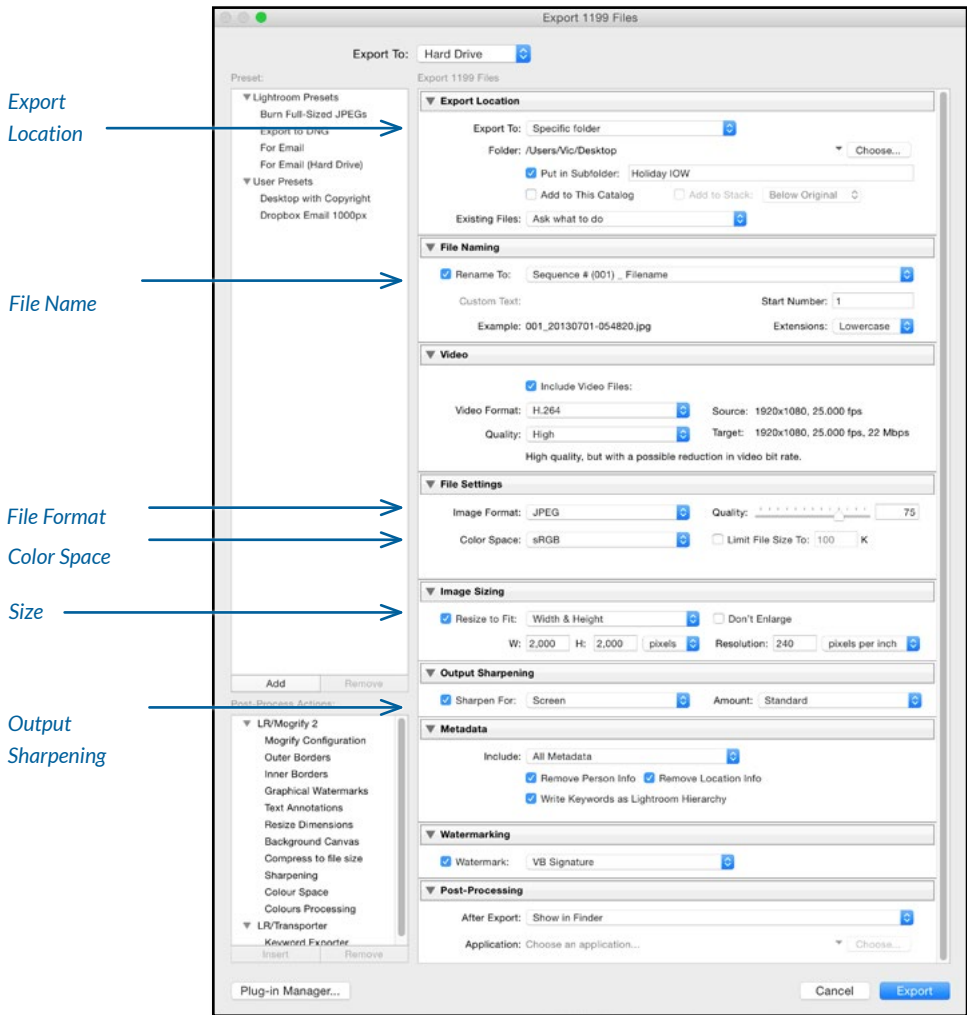 Export 1199 Files
Export To: Hard Drive
Preset:
Export 1199 Files
Export
Location
File Name
File Format
Color Space
Size
Output
Sharpening
Lightroom Presets
Burn Full-Sized JPEGs
Export to DNG
For Email
For Email (Hard Drive)
User Presets
Desktop with Copyright
Dropbox Email 1000px
Add Remove
Post-Process Actions:
LR/Mogrify 2
Mogrify Configuration
Outer Borders
Inner Borders
Graphical Watermarks
Text Annotations
Resize Dimensions
Background Canvas
Compress to file size
Sharpening
Colour Space
Colours Processing
LR/Transporter
Keyword Exporter
Insert Remove
Export Location
Export To: Specific folder
Folder: /Users/Vic/Desktop Choose...
Put in Subfolder: Holiday IOW
Add to This Catalog Add to Stack: Below Original
Existing Files: Ask what to do
File Naming
Rename To: Sequence # (001) _ Filename
Custom Text: Start Number: 1
Example: 001_20130701-054820.jpg Extensions: Lowercase
Video
Include Video Files:
Video Format: H.264 Source: 1920x1080, 25.000 fps
Quality: High Target: 1920x1080, 25.000 fps, 22 Mbps
High quality, but with a possible reduction in video bit rate.
File Settings
Image Format: JPEG Quality: 75
Color Space: sRGB Limit File Size To: 100 K
Image Sizing
Resize to Fit: Width & Height Don't Enlarge
W: 2,000 H: 2,000 pixels Resolution: 240 pixels per inch
Output Sharpening
Sharpen For: Screen Amount: Standard
Metadata
Include: All Metadata
Remove Person Info Remove Location Info
Write Keywords as Lightroom Hierarchy
Watermarking
Watermark: VB Signature
Post-Processing
After Export: Show in Finder
Application: Choose an application... Choose...
Plug-in Manager... Cancel Export